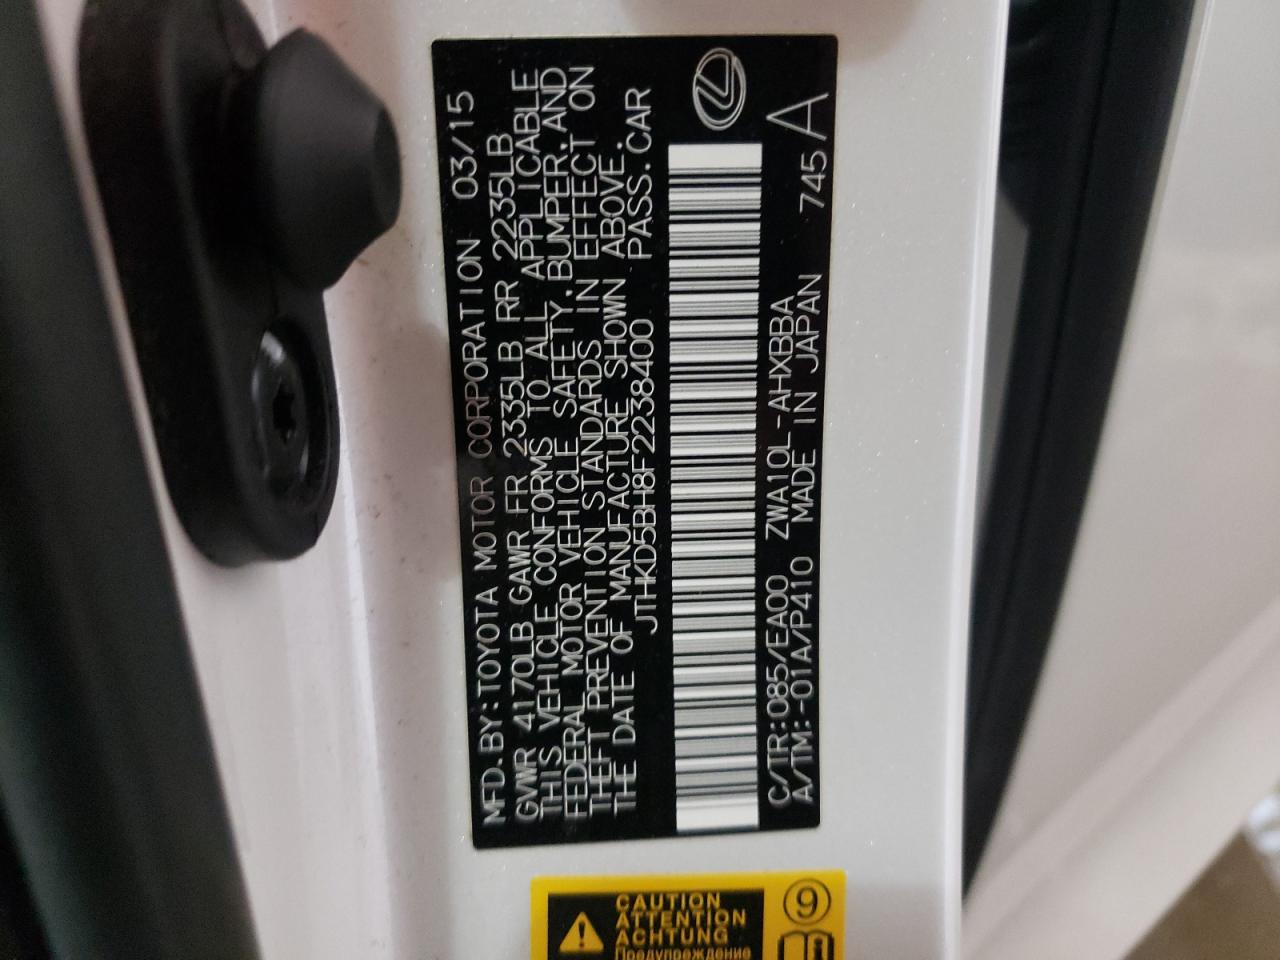 MFD.BY:TOYOTA MOTOR CORPORATION 03/15
GVWR 4170LB GAWR FR 2335LB RR 2235LB
THIS VEHICLE CONFORMS TO ALL APPLICABLE
FEDERAL MOTOR VEHICLE SAFETY, BUMPER, AND
THEFT PREVENTION STANDARDS IN EFFECT ON
THE DATE OF MANUFACTURE SHOWN ABOVE.
JTHKD5BH8F2238400 PASS.CAR
C/TR:085/EA00 ZWA10L-AHXBBA
A/TM:-01A/P410 MADE IN JAPAN 745 A
CAUTION
ATTENTION
ACHTUNG
Предупреждение
9